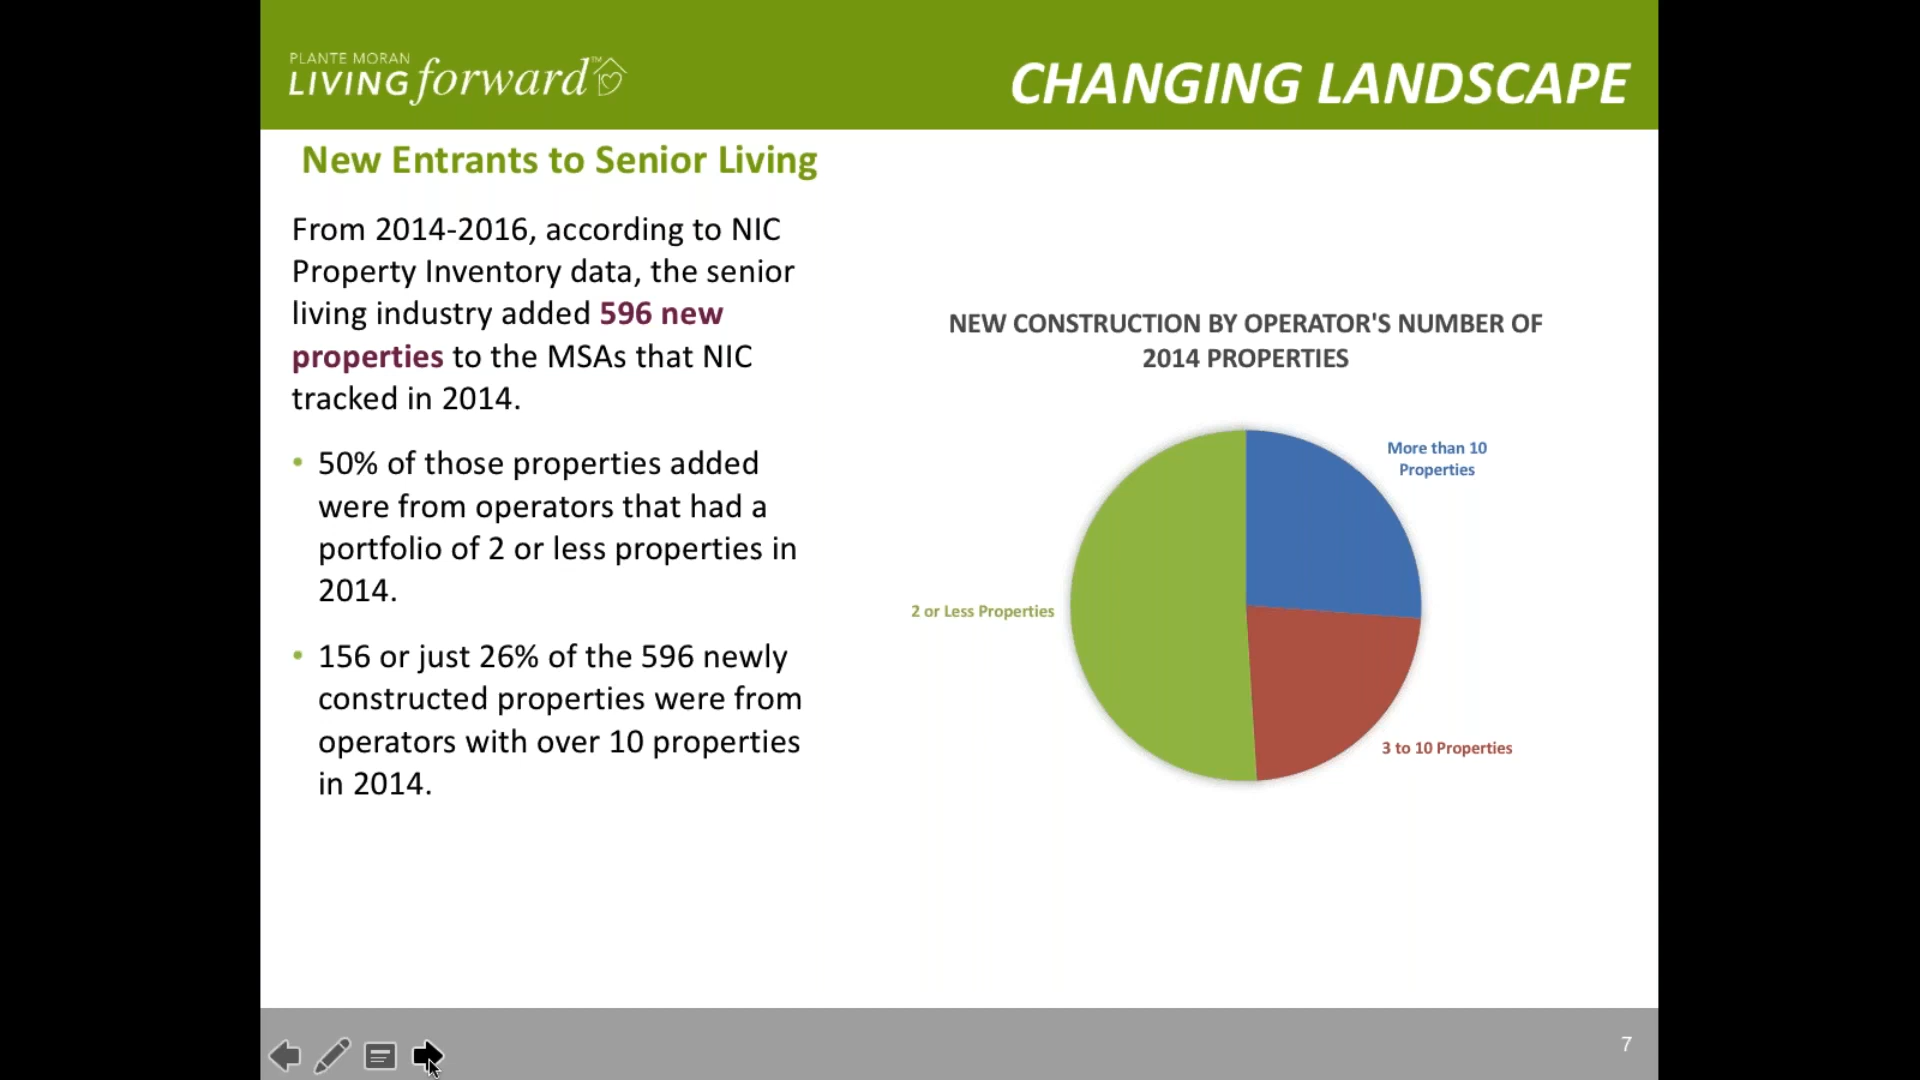 PLANTE MORAN
LIVING forward™
CHANGING LANDSCAPE
New Entrants to Senior Living
From 2014-2016, according to NIC
Property Inventory data, the senior
living industry added 596 new
properties to the MSAs that NIC
tracked in 2014.
• 50% of those properties added
were from operators that had a
portfolio of 2 or less properties in
2014.
• 156 or just 26% of the 596 newly
constructed properties were from
operators with over 10 properties
in 2014.
NEW CONSTRUCTION BY OPERATOR'S NUMBER OF
2014 PROPERTIES
More than 10
Properties
2 or Less Properties
3 to 10 Properties
7